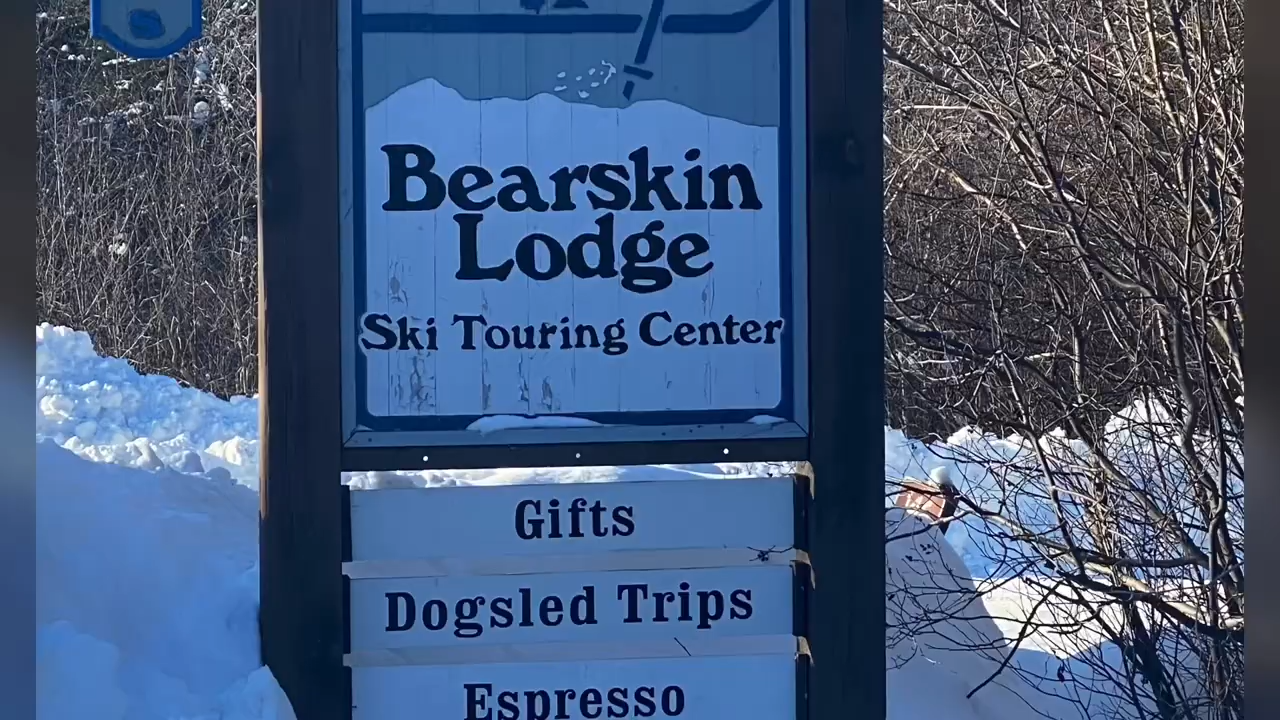 Bearskin
Lodge
Ski Touring Center
Gifts
Dogsled Trips
Espresso